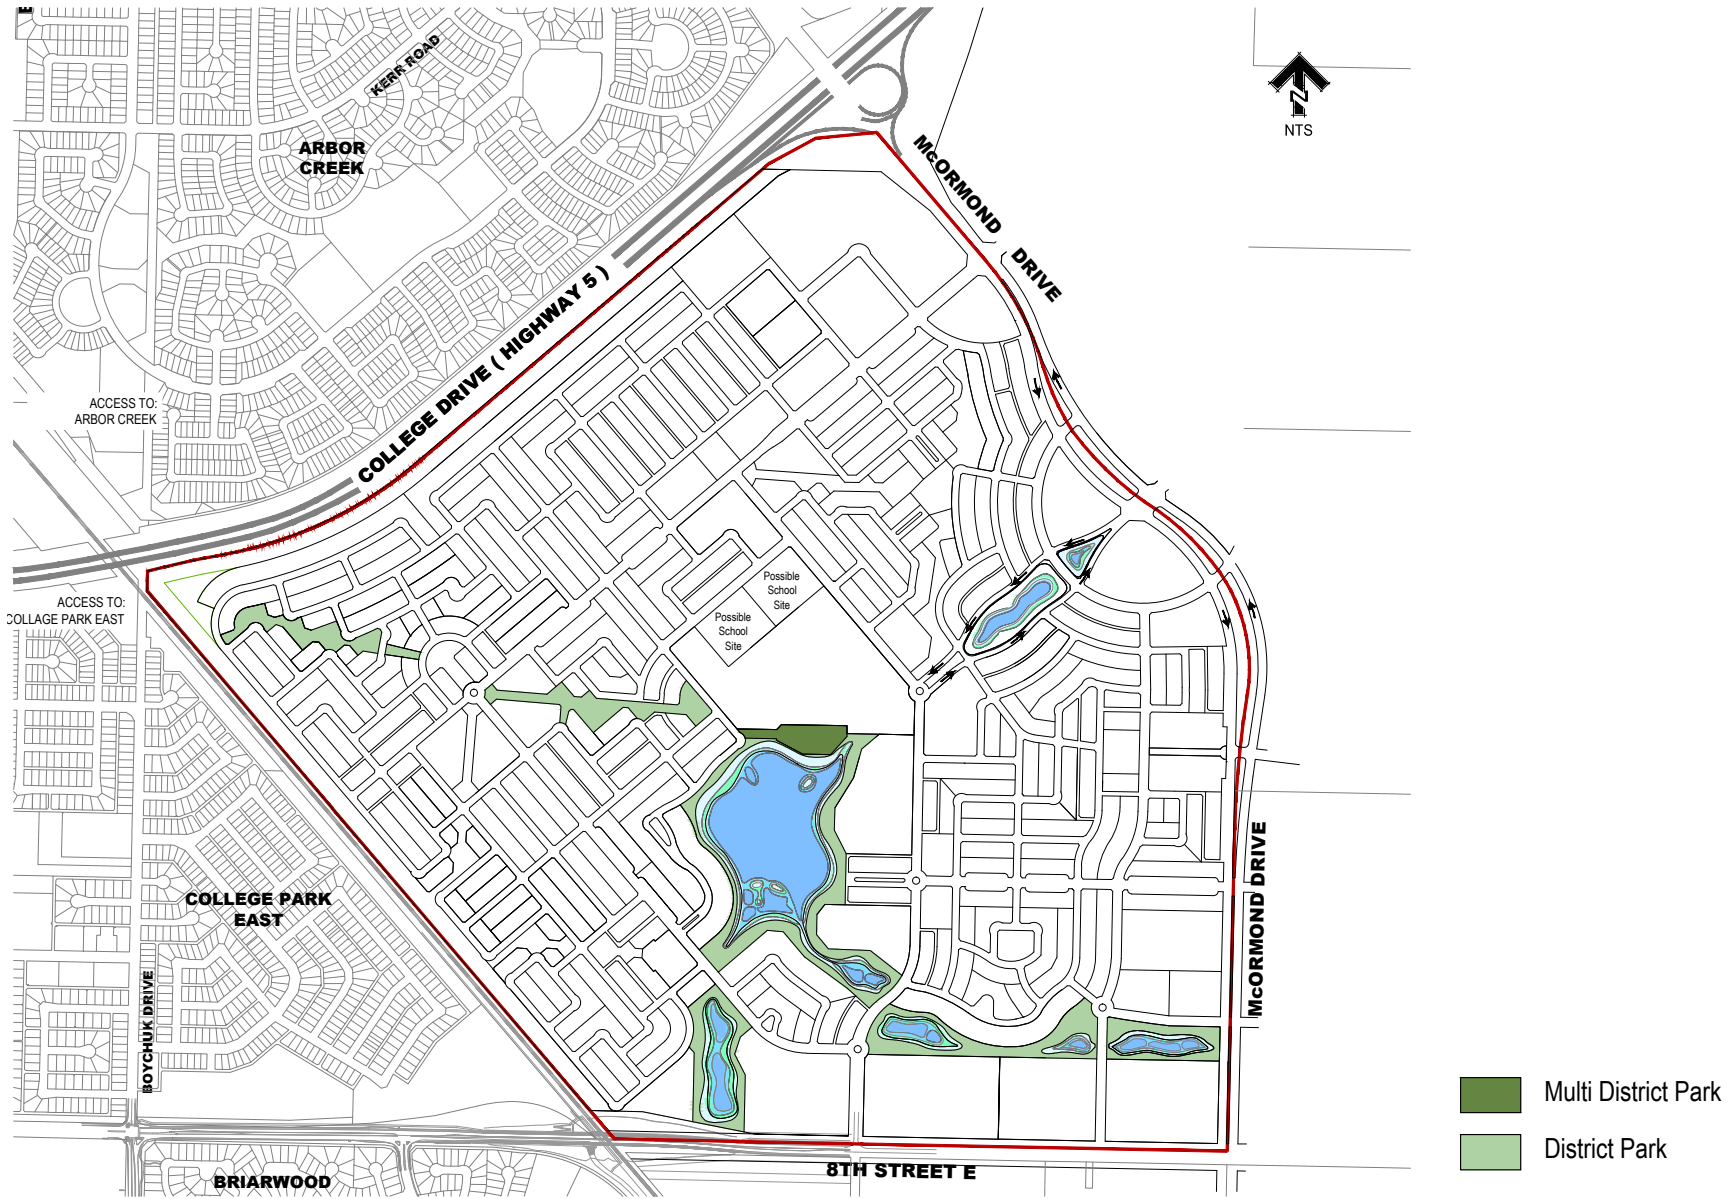 KERR ROAD
ARBOR
CREEK
NTS
McORMOND DRIVE
COLLEGE DRIVE ( HIGHWAY 5 )
ACCESS TO:
ARBOR CREEK
ACCESS TO:
COLLAGE PARK EAST
Possible
School
Site
Possible
School
Site
COLLEGE PARK
EAST
McORMOND DRIVE
BOYCHUK DRIVE
BRIARWOOD
8TH STREET E
Multi District Park
District Park